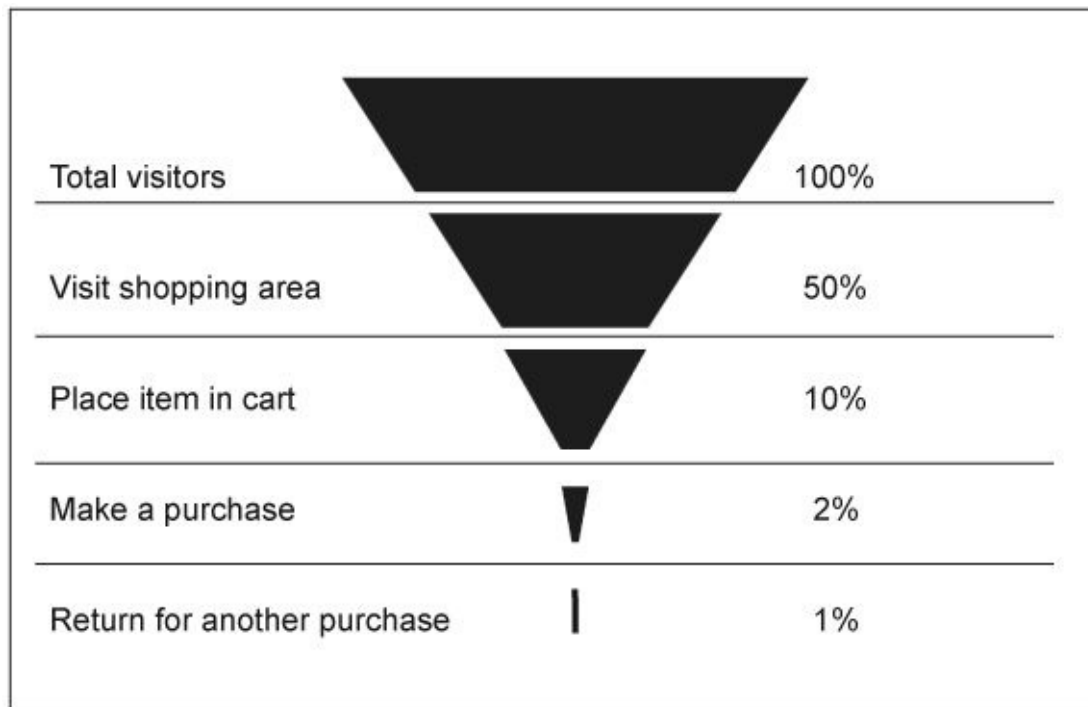 Total visitors 100%
Visit shopping area 50%
Place item in cart 10%
Make a purchase 2%
Return for another purchase 1%